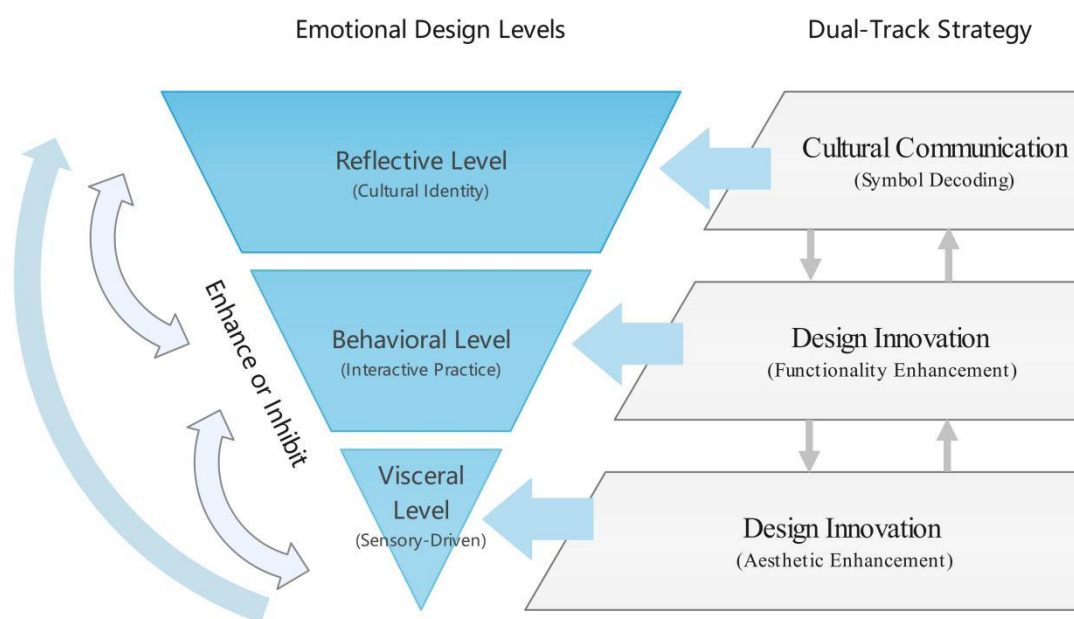 Emotional Design Levels
Dual-Track Strategy
Reflective Level
(Cultural Identity)
Cultural Communication
(Symbol Decoding)
Enhance or Inhibit
Behavioral Level
(Interactive Practice)
Design Innovation
(Functionality Enhancement)
Visceral
Level
(Sensory-Driven)
Design Innovation
(Aesthetic Enhancement)